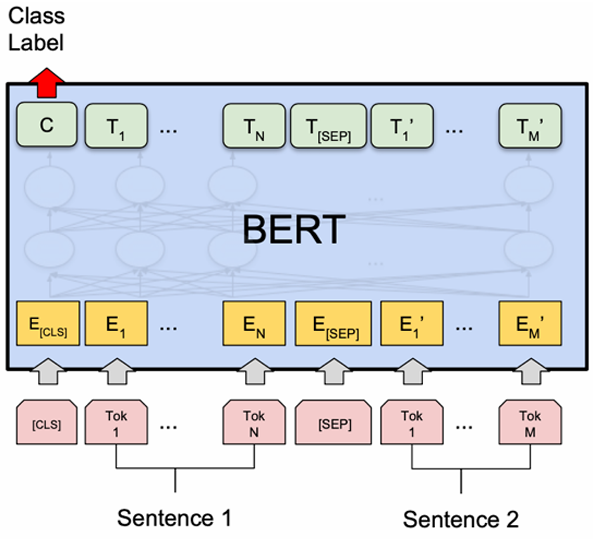 Class
Label
C T1 ... TN T[SEP] T1’ ... TM’
...
BERT
...
E[CLS] E1 ... EN E[SEP] E1’ ... EM’
[CLS] Tok 1 ... Tok N [SEP] Tok 1 ... Tok M
Sentence 1 Sentence 2